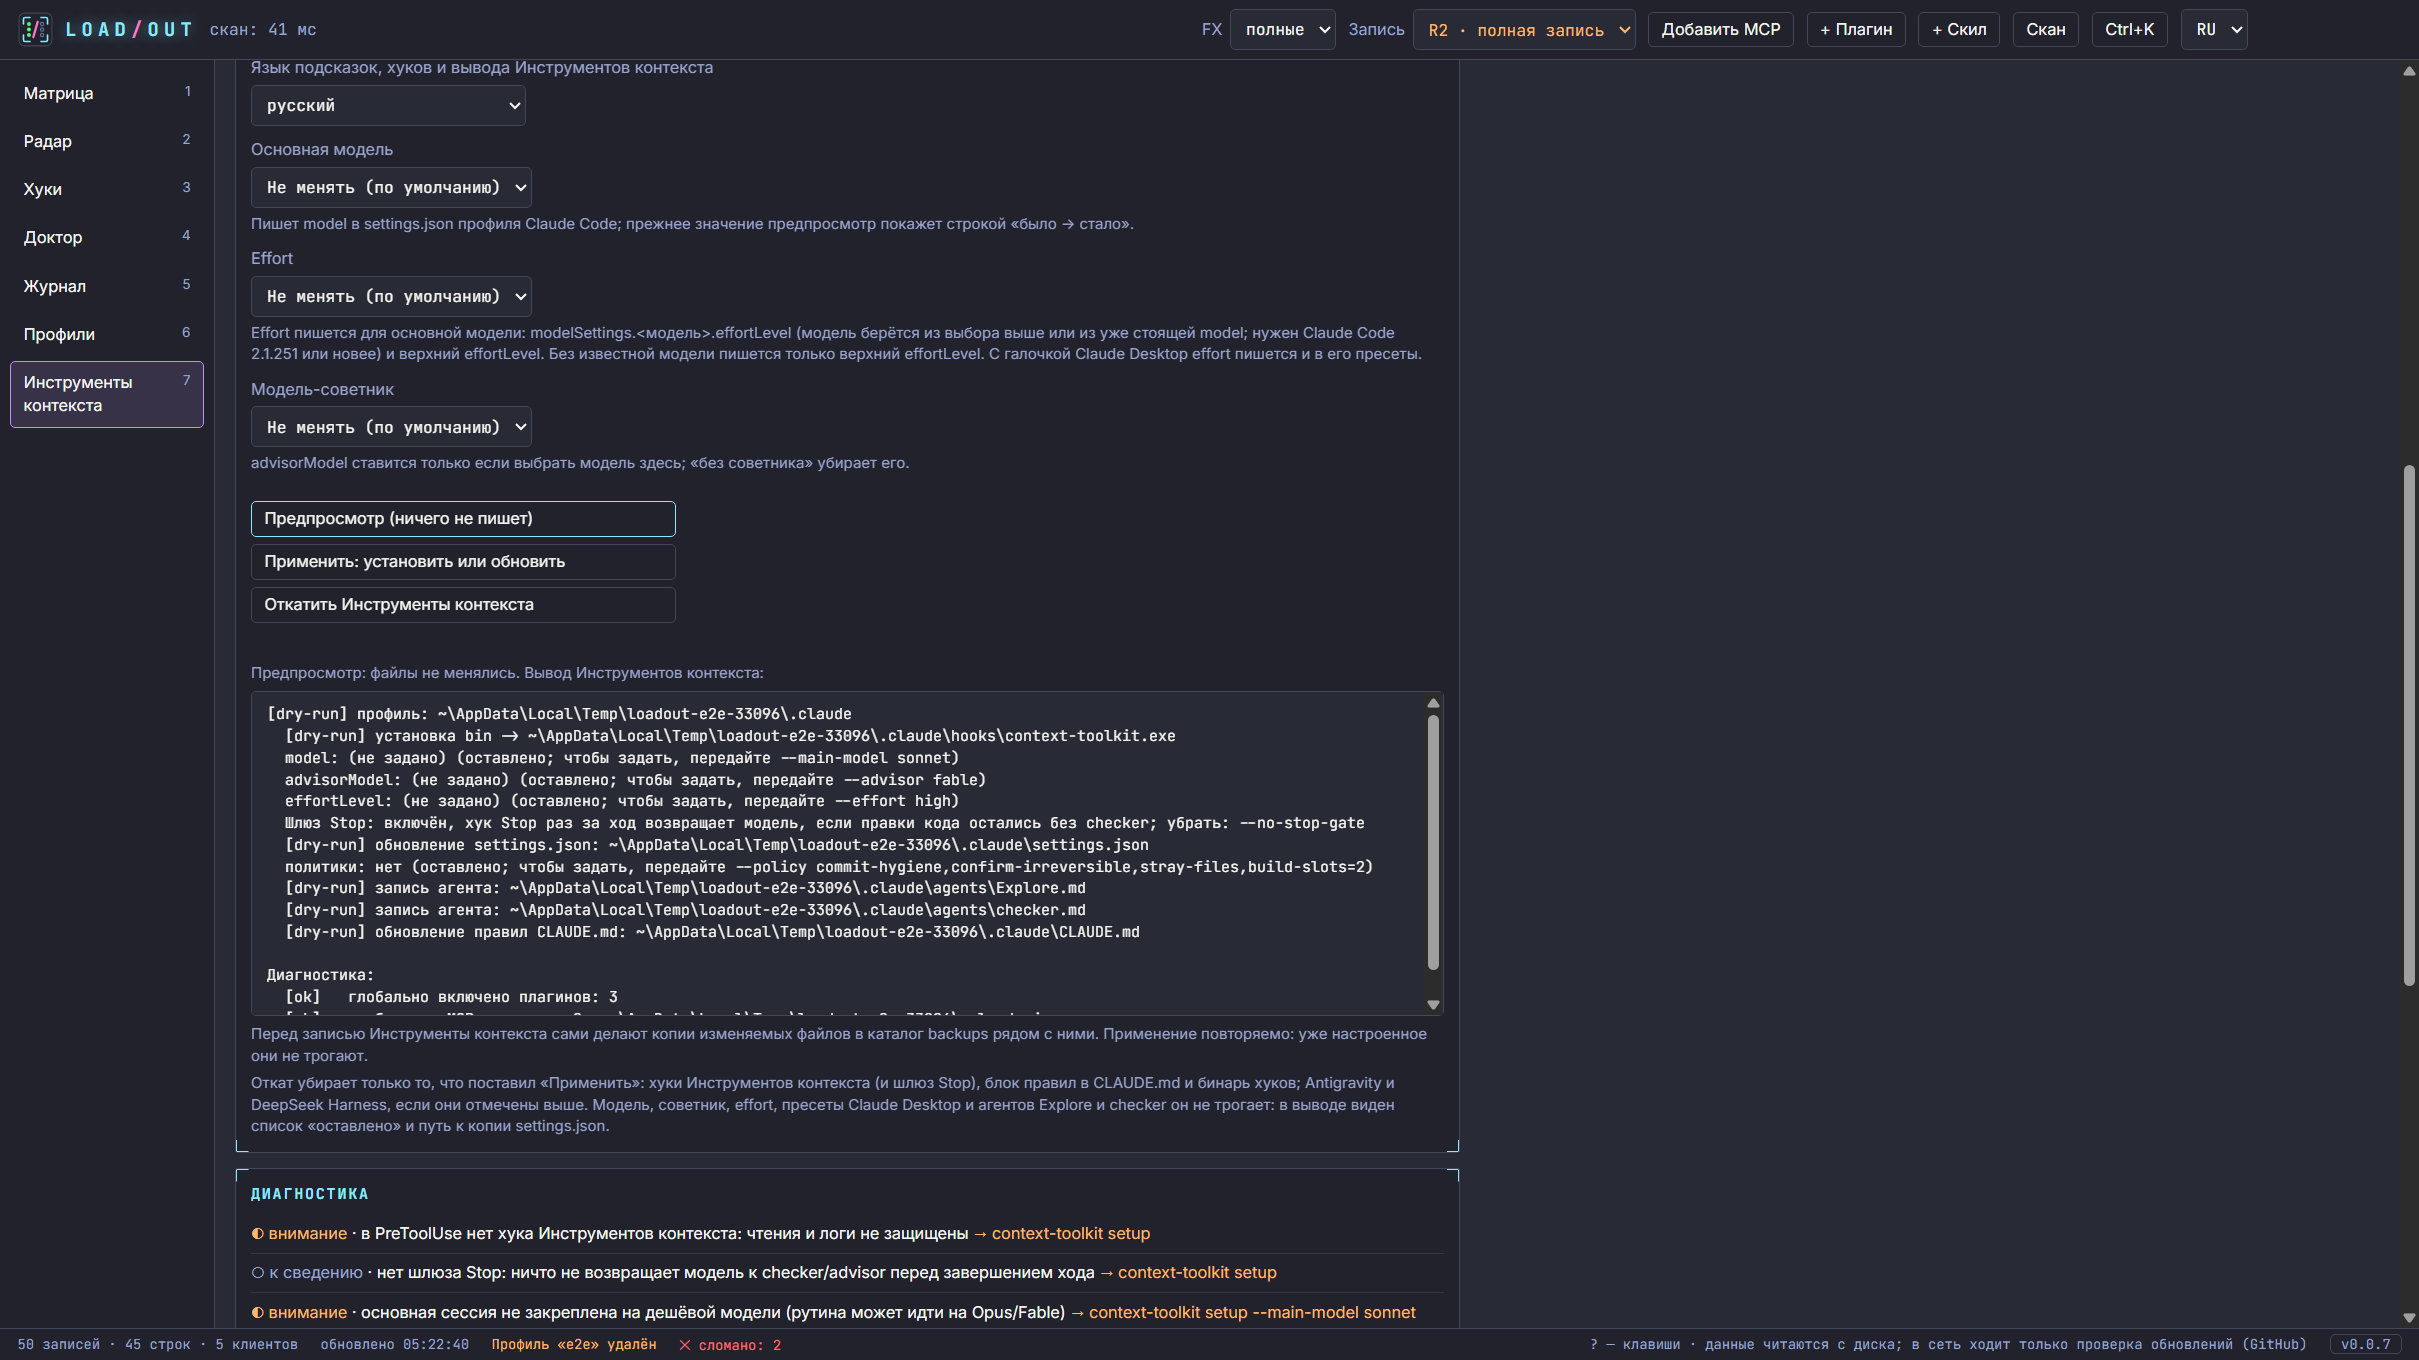 LOAD/OUT скан: 41 мс FX полные Запись R2 · полная запись Добавить MCP + Плагин + Скил Скан Ctrl+K RU
Матрица 1
Радар 2
Хуки 3
Доктор 4
Журнал 5
Профили 6
Инструменты контекста 7
Язык подсказок, хуков и вывода Инструментов контекста
русский
Основная модель
Не менять (по умолчанию)
Пишет model в settings.json профиля Claude Code; прежнее значение предпросмотр покажет строкой «было → стало».
Effort
Не менять (по умолчанию)
Effort пишется для основной модели: modelSettings.<модель>.effortLevel (модель берётся из выбора выше или из уже стоящей model; нужен Claude Code
2.1.251 или новее) и верхний effortLevel. Без известной модели пишется только верхний effortLevel. С галочкой Claude Desktop effort пишется и в его пресеты.
Модель-советник
Не менять (по умолчанию)
advisorModel ставится только если выбрать модель здесь; «без советника» убирает его.
Предпросмотр (ничего не пишет)
Применить: установить или обновить
Откатить Инструменты контекста
Предпросмотр: файлы не менялись. Вывод Инструментов контекста:
[dry-run] профиль: ~\AppData\Local\Temp\loadout-e2e-33096\.claude
[dry-run] установка bin → ~\AppData\Local\Temp\loadout-e2e-33096\.claude\hooks\context-toolkit.exe
model: (не задано) (оставлено; чтобы задать, передайте --main-model sonnet)
advisorModel: (не задано) (оставлено; чтобы задать, передайте --advisor fable)
effortLevel: (не задано) (оставлено; чтобы задать, передайте --effort high)
Шлюз Stop: включён, хук Stop раз за ход возвращает модель, если правки кода остались без checker; убрать: --no-stop-gate
[dry-run] обновление settings.json: ~\AppData\Local\Temp\loadout-e2e-33096\.claude\settings.json
политики: нет (оставлено; чтобы задать, передайте --policy commit-hygiene,confirm-irreversible,stray-files,build-slots=2)
[dry-run] запись агента: ~\AppData\Local\Temp\loadout-e2e-33096\.claude\agents\Explore.md
[dry-run] запись агента: ~\AppData\Local\Temp\loadout-e2e-33096\.claude\agents\checker.md
[dry-run] обновление правил CLAUDE.md: ~\AppData\Local\Temp\loadout-e2e-33096\.claude\CLAUDE.md
Диагностика:
[ok] глобально включено плагинов: 3
Перед записью Инструменты контекста сами делают копии изменяемых файлов в каталог backups рядом с ними. Применение повторяемо: уже настроенное
они не трогают.
Откат убирает только то, что поставил «Применить»: хуки Инструментов контекста (и шлюз Stop), блок правил в CLAUDE.md и бинарь хуков; Antigravity и
DeepSeek Harness, если они отмечены выше. Модель, советник, effort, пресеты Claude Desktop и агентов Explore и checker он не трогает: в выводе виден
список «оставлено» и путь к копии settings.json.
ДИАГНОСТИКА
внимание · в PreToolUse нет хука Инструментов контекста: чтения и логи не защищены → context-toolkit setup
к сведению · нет шлюза Stop: ничто не возвращает модель к checker/advisor перед завершением хода → context-toolkit setup
внимание · основная сессия не закреплена на дешёвой модели (рутина может идти на Opus/Fable) → context-toolkit setup --main-model sonnet
50 записей · 45 строк · 5 клиентов обновлено 05:22:40 Профиль «e2e» удалён ✕ сломано: 2 ? — клавиши · данные читаются с диска; в сеть ходит только проверка обновлений (GitHub) v0.0.7